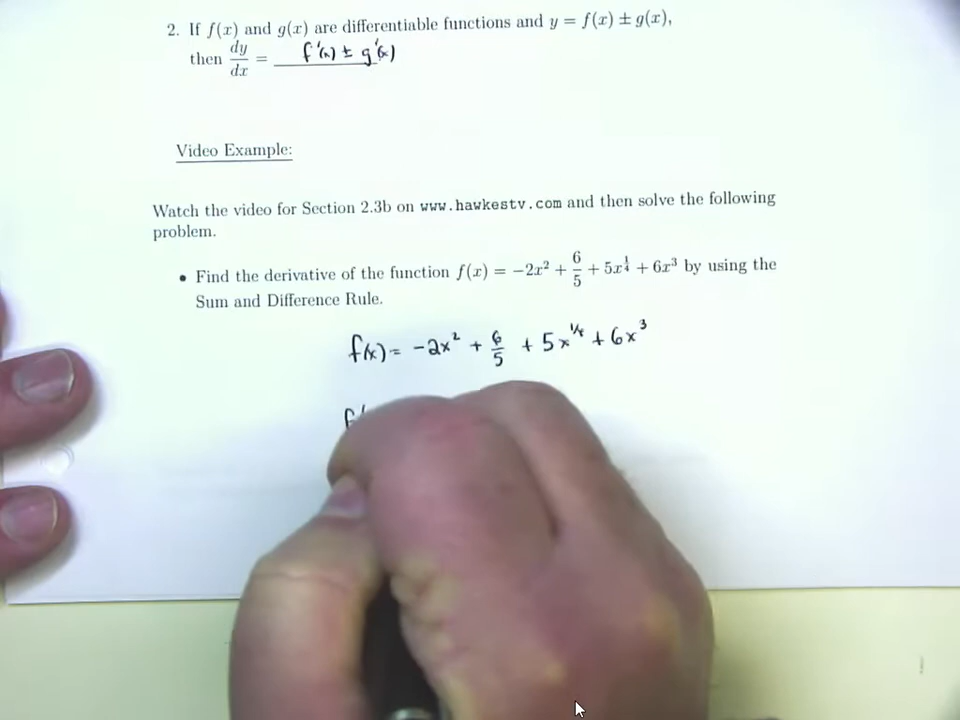 2. If f(x) and g(x) are differentiable functions and y = f(x) ± g(x),
then dy/dx = f'(x) ± g'(x)
Video Example:
Watch the video for Section 2.3b on www.hawkestv.com and then solve the following
problem.
• Find the derivative of the function f(x) = −2x² + 6/5 + 5x^(1/4) + 6x³ by using the
Sum and Difference Rule.
f(x) = -2x² + 6/5 + 5x^(1/4) + 6x³
f'